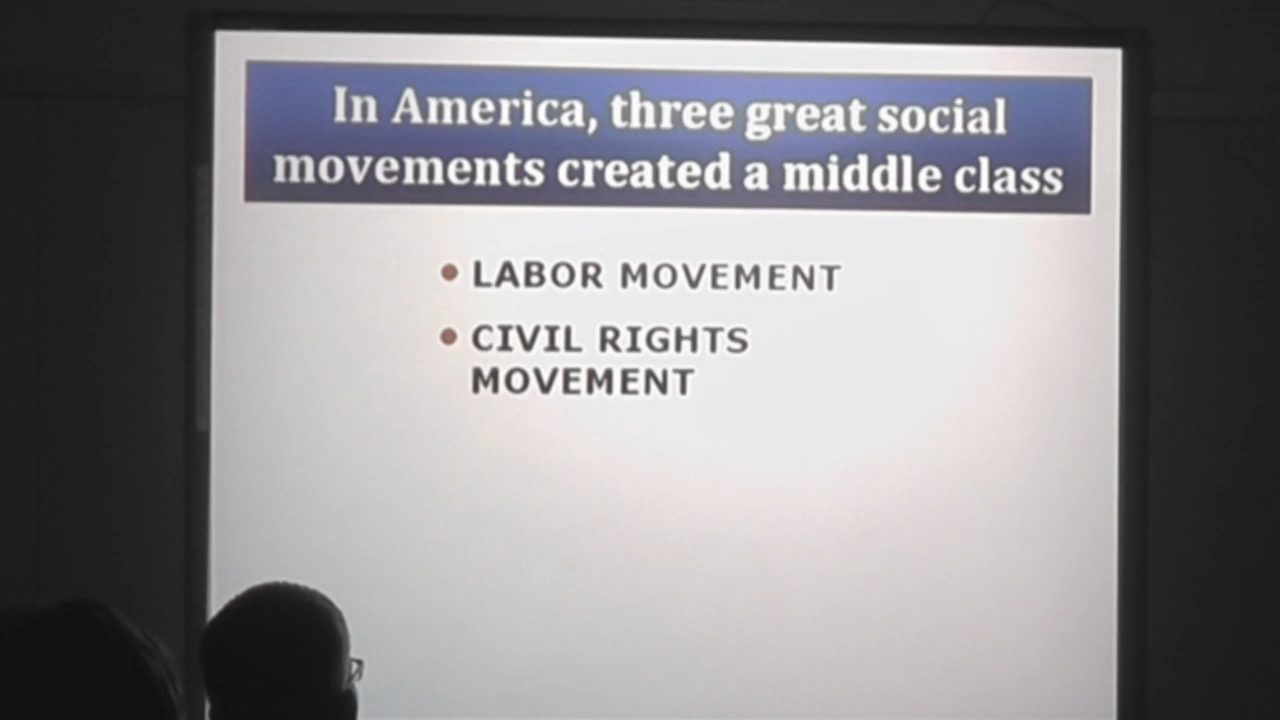 In America, three great social
movements created a middle class
• LABOR MOVEMENT
• CIVIL RIGHTS
MOVEMENT